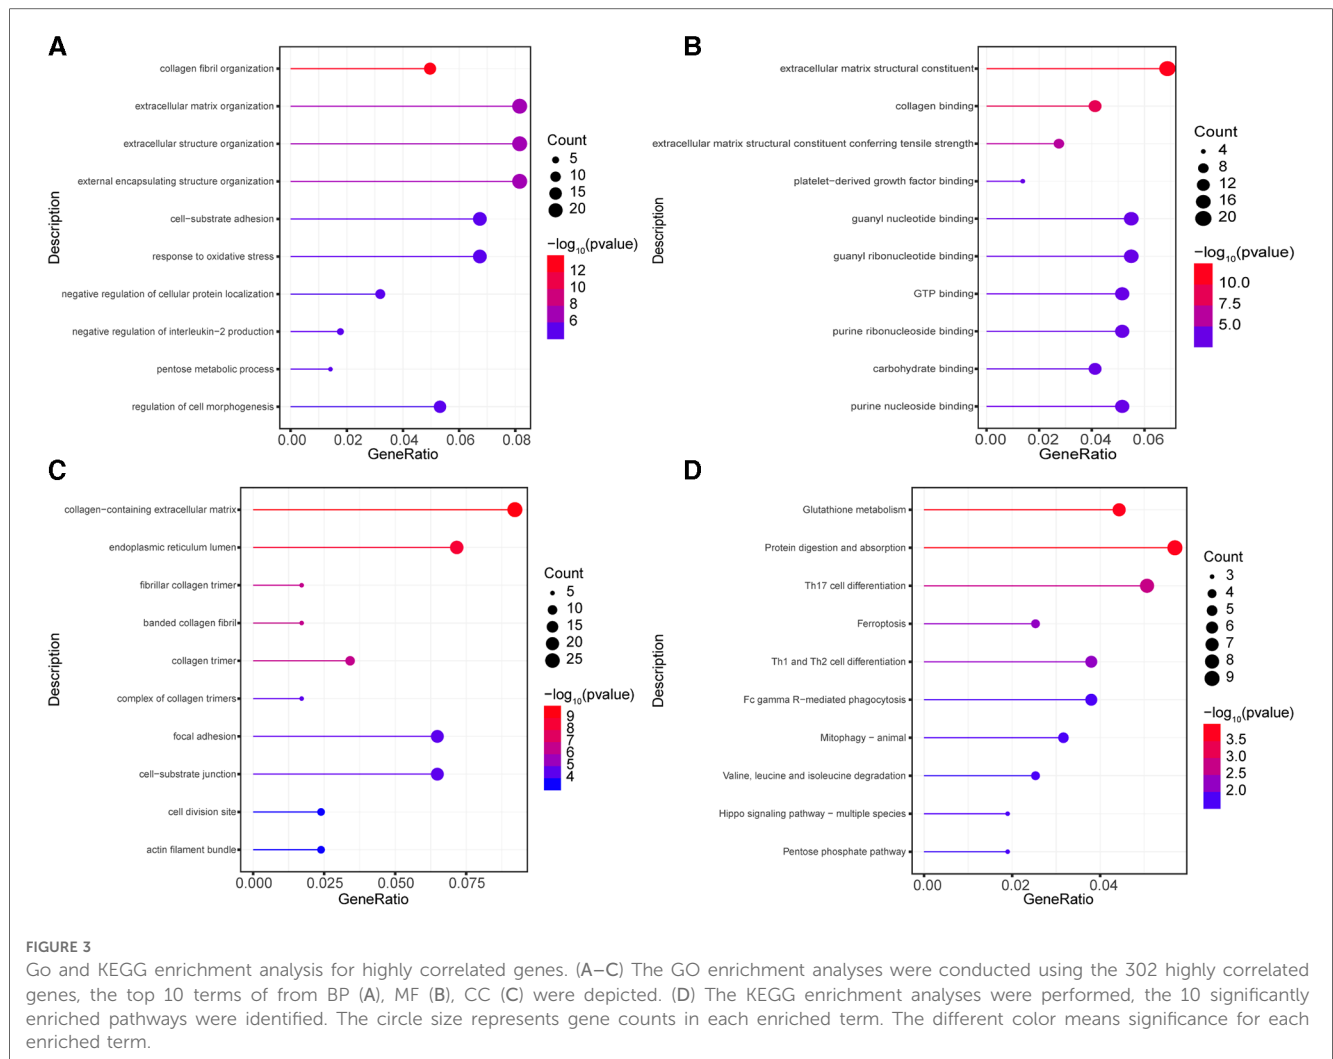 A
collagen fibril organization
extracellular matrix organization
extracellular structure organization
external encapsulating structure organization
cell−substrate adhesion
response to oxidative stress
negative regulation of cellular protein localization
negative regulation of interleukin−2 production
pentose metabolic process
regulation of cell morphogenesis
Description
0.00 0.02 0.04 0.06 0.08
GeneRatio
Count
5
10
15
20
−log10(pvalue)
12
10
8
6
B
extracellular matrix structural constituent
collagen binding
extracellular matrix structural constituent conferring tensile strength
platelet−derived growth factor binding
guanyl nucleotide binding
guanyl ribonucleotide binding
GTP binding
purine ribonucleoside binding
carbohydrate binding
purine nucleoside binding
Description
0.00 0.02 0.04 0.06
GeneRatio
Count
4
8
12
16
20
−log10(pvalue)
10.0
7.5
5.0
C
collagen−containing extracellular matrix
endoplasmic reticulum lumen
fibrillar collagen trimer
banded collagen fibril
collagen trimer
complex of collagen trimers
focal adhesion
cell−substrate junction
cell division site
actin filament bundle
Description
0.000 0.025 0.050 0.075
GeneRatio
Count
5
10
15
20
25
−log10(pvalue)
9
8
7
6
5
4
D
Glutathione metabolism
Protein digestion and absorption
Th17 cell differentiation
Ferroptosis
Th1 and Th2 cell differentiation
Fc gamma R−mediated phagocytosis
Mitophagy − animal
Valine, leucine and isoleucine degradation
Hippo signaling pathway − multiple species
Pentose phosphate pathway
Description
0.00 0.02 0.04
GeneRatio
Count
3
4
5
6
7
8
9
−log10(pvalue)
3.5
3.0
2.5
2.0
FIGURE 3
Go and KEGG enrichment analysis for highly correlated genes. (A–C) The GO enrichment analyses were conducted using the 302 highly correlated
genes, the top 10 terms of from BP (A), MF (B), CC (C) were depicted. (D) The KEGG enrichment analyses were performed, the 10 significantly
enriched pathways were identified. The circle size represents gene counts in each enriched term. The different color means significance for each
enriched term.